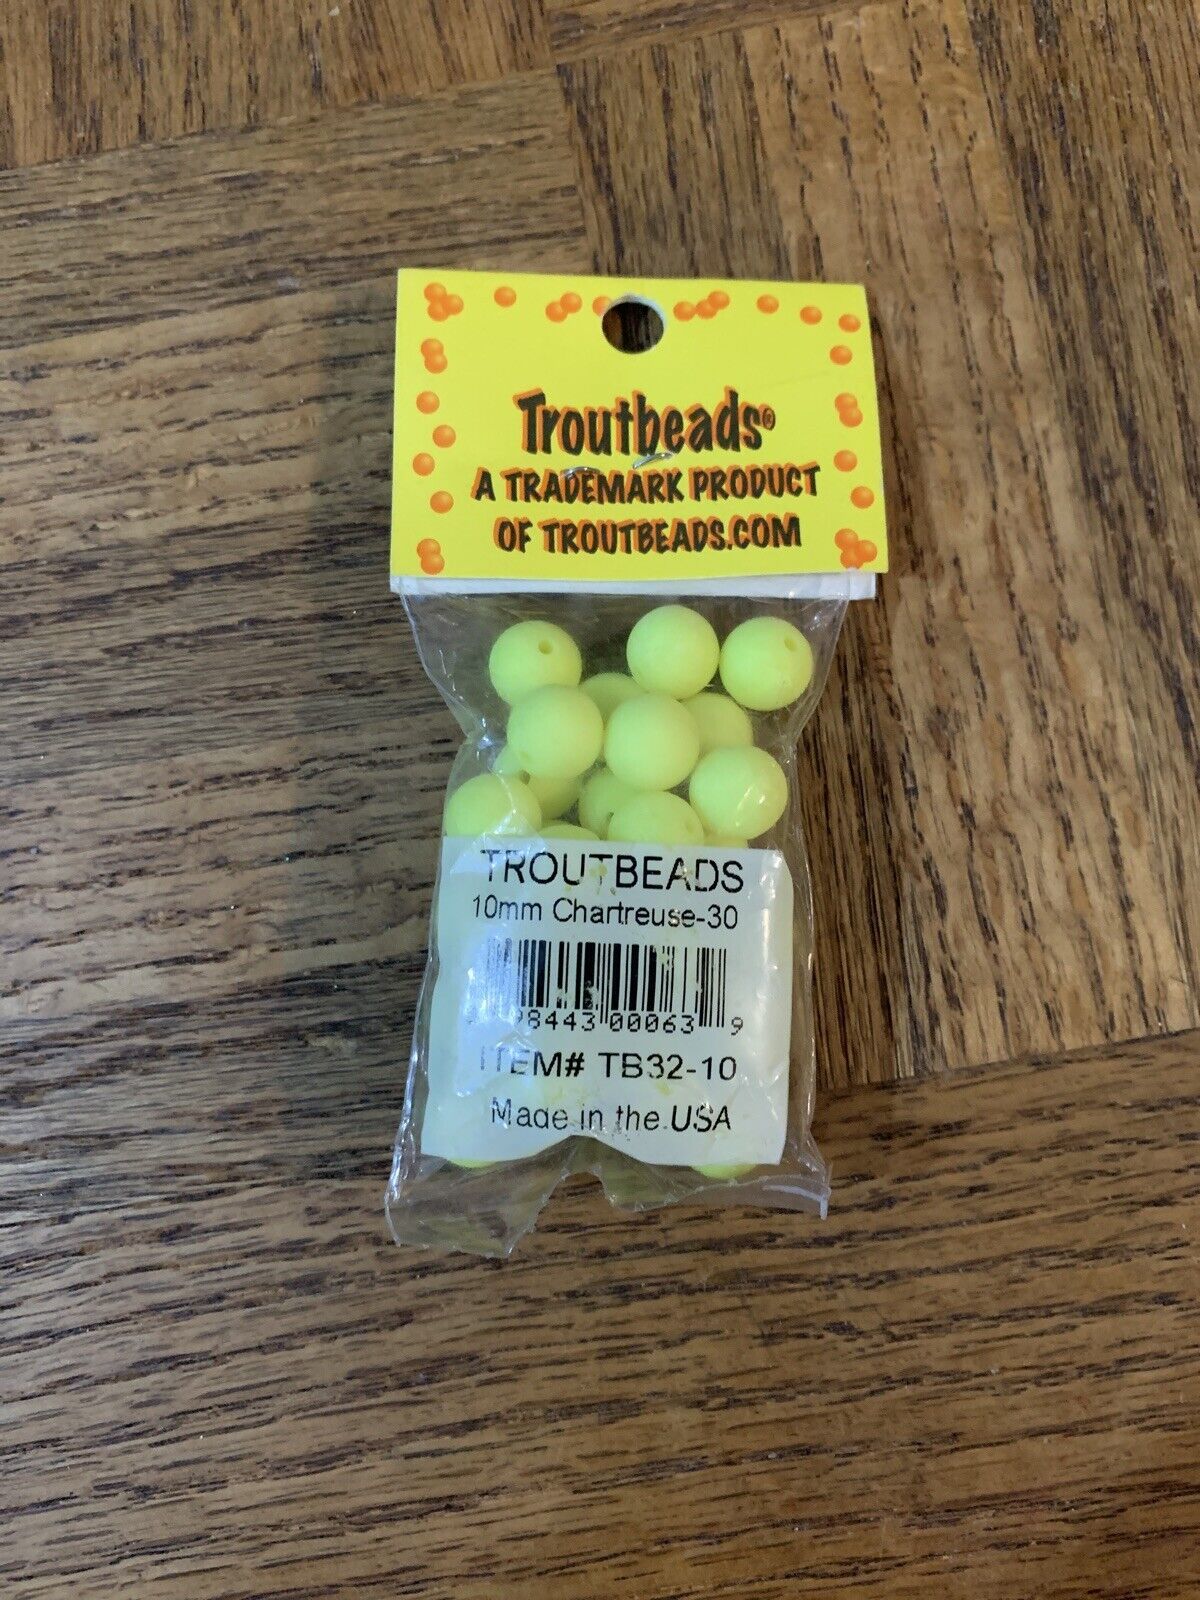 Troutbeads®
A TRADEMARK PRODUCT
OF TROUTBEADS.COM
TROUTBEADS
10mm Chartreuse-30
98443 00063 9
ITEM# TB32-10
Made in the USA